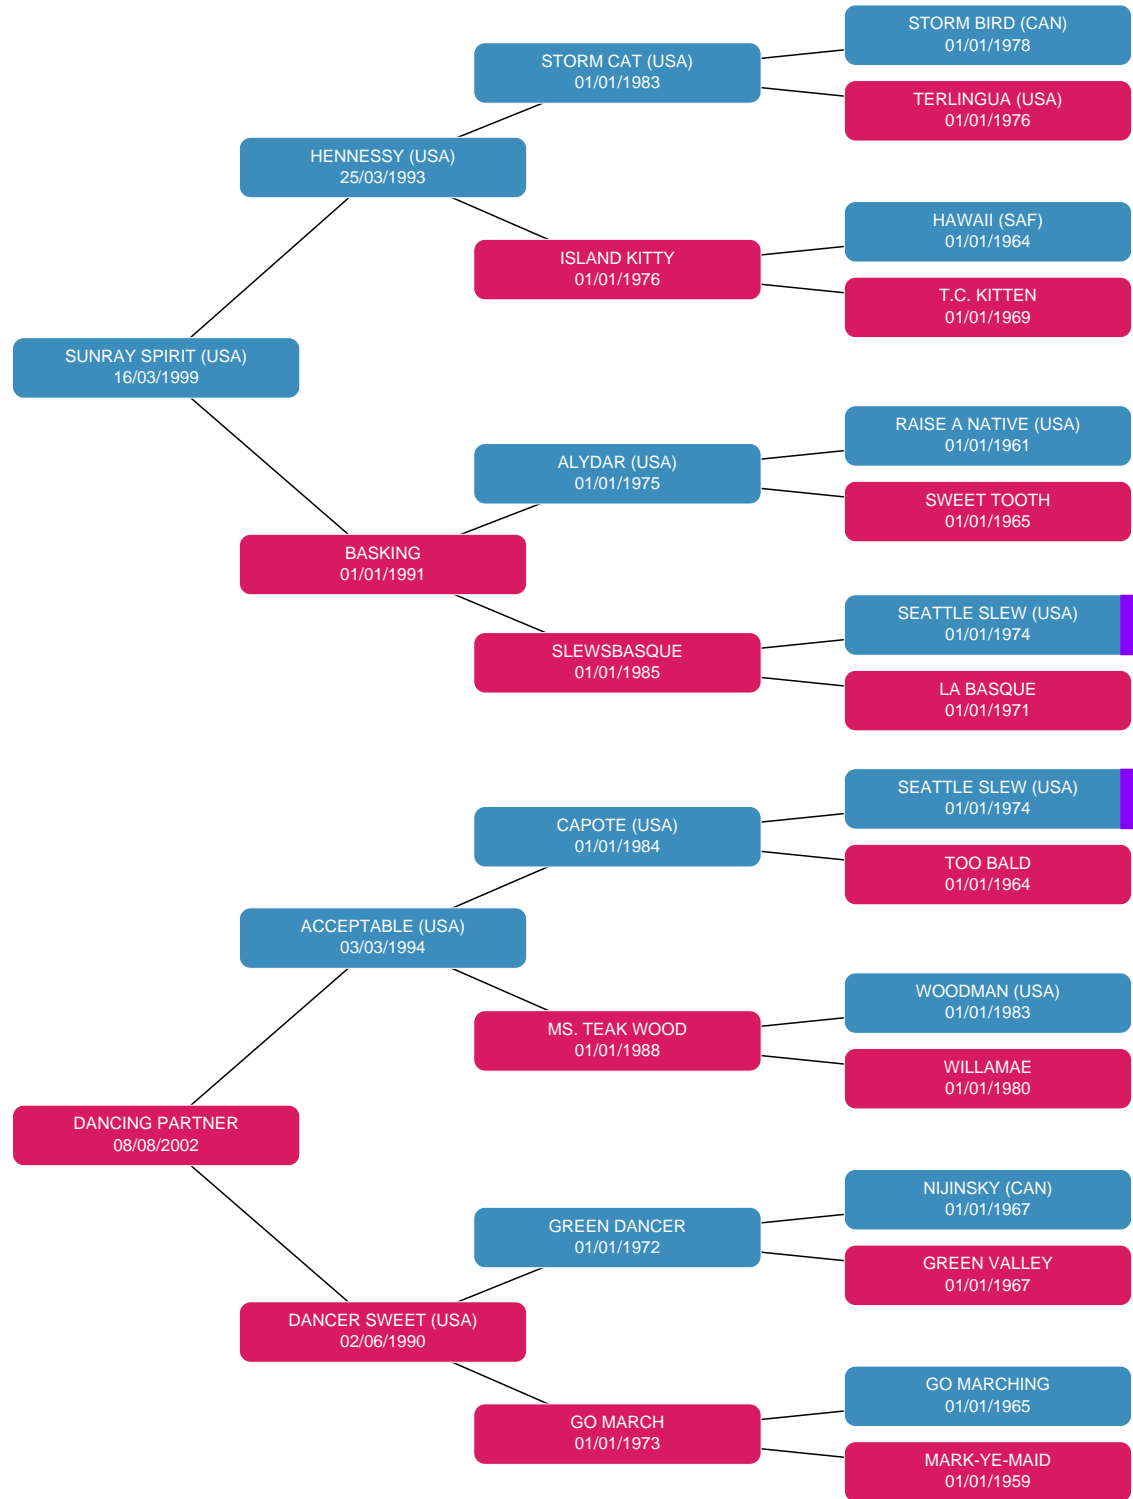 STORM BIRD (CAN)
01/01/1978
STORM CAT (USA)
01/01/1983
TERLINGUA (USA)
01/01/1976
HENNESSY (USA)
25/03/1993
HAWAII (SAF)
01/01/1964
ISLAND KITTY
01/01/1976
T.C. KITTEN
01/01/1969
SUNRAY SPIRIT (USA)
16/03/1999
RAISE A NATIVE (USA)
01/01/1961
ALYDAR (USA)
01/01/1975
SWEET TOOTH
01/01/1965
BASKING
01/01/1991
SEATTLE SLEW (USA)
01/01/1974
SLEWSBASQUE
01/01/1985
LA BASQUE
01/01/1971
SEATTLE SLEW (USA)
01/01/1974
CAPOTE (USA)
01/01/1984
TOO BALD
01/01/1964
ACCEPTABLE (USA)
03/03/1994
WOODMAN (USA)
01/01/1983
MS. TEAK WOOD
01/01/1988
WILLAMAE
01/01/1980
DANCING PARTNER
08/08/2002
NIJINSKY (CAN)
01/01/1967
GREEN DANCER
01/01/1972
GREEN VALLEY
01/01/1967
DANCER SWEET (USA)
02/06/1990
GO MARCHING
01/01/1965
GO MARCH
01/01/1973
MARK-YE-MAID
01/01/1959